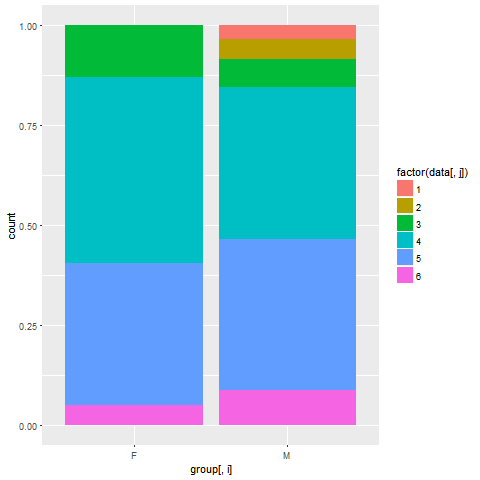 1.00
0.75
0.50
0.25
0.00
count
F M
group[, i]
factor(data[, j])
1
2
3
4
5
6